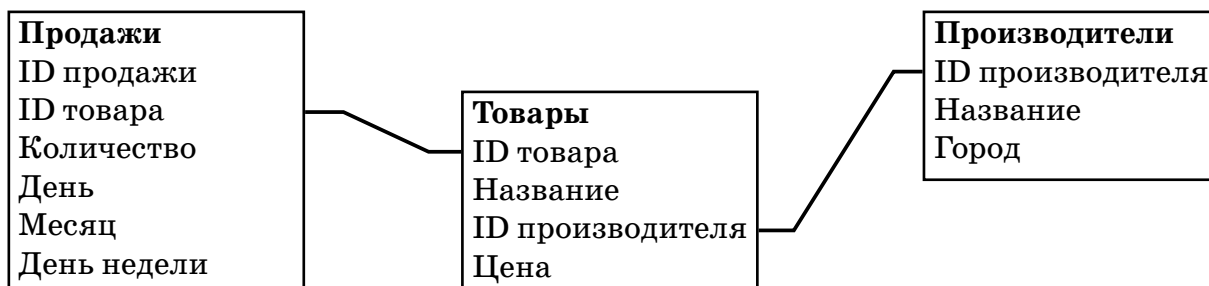 Продажи
ID продажи
ID товара
Количество
День
Месяц
День недели
Товары
ID товара
Название
ID производителя
Цена
Производители
ID производителя
Название
Город